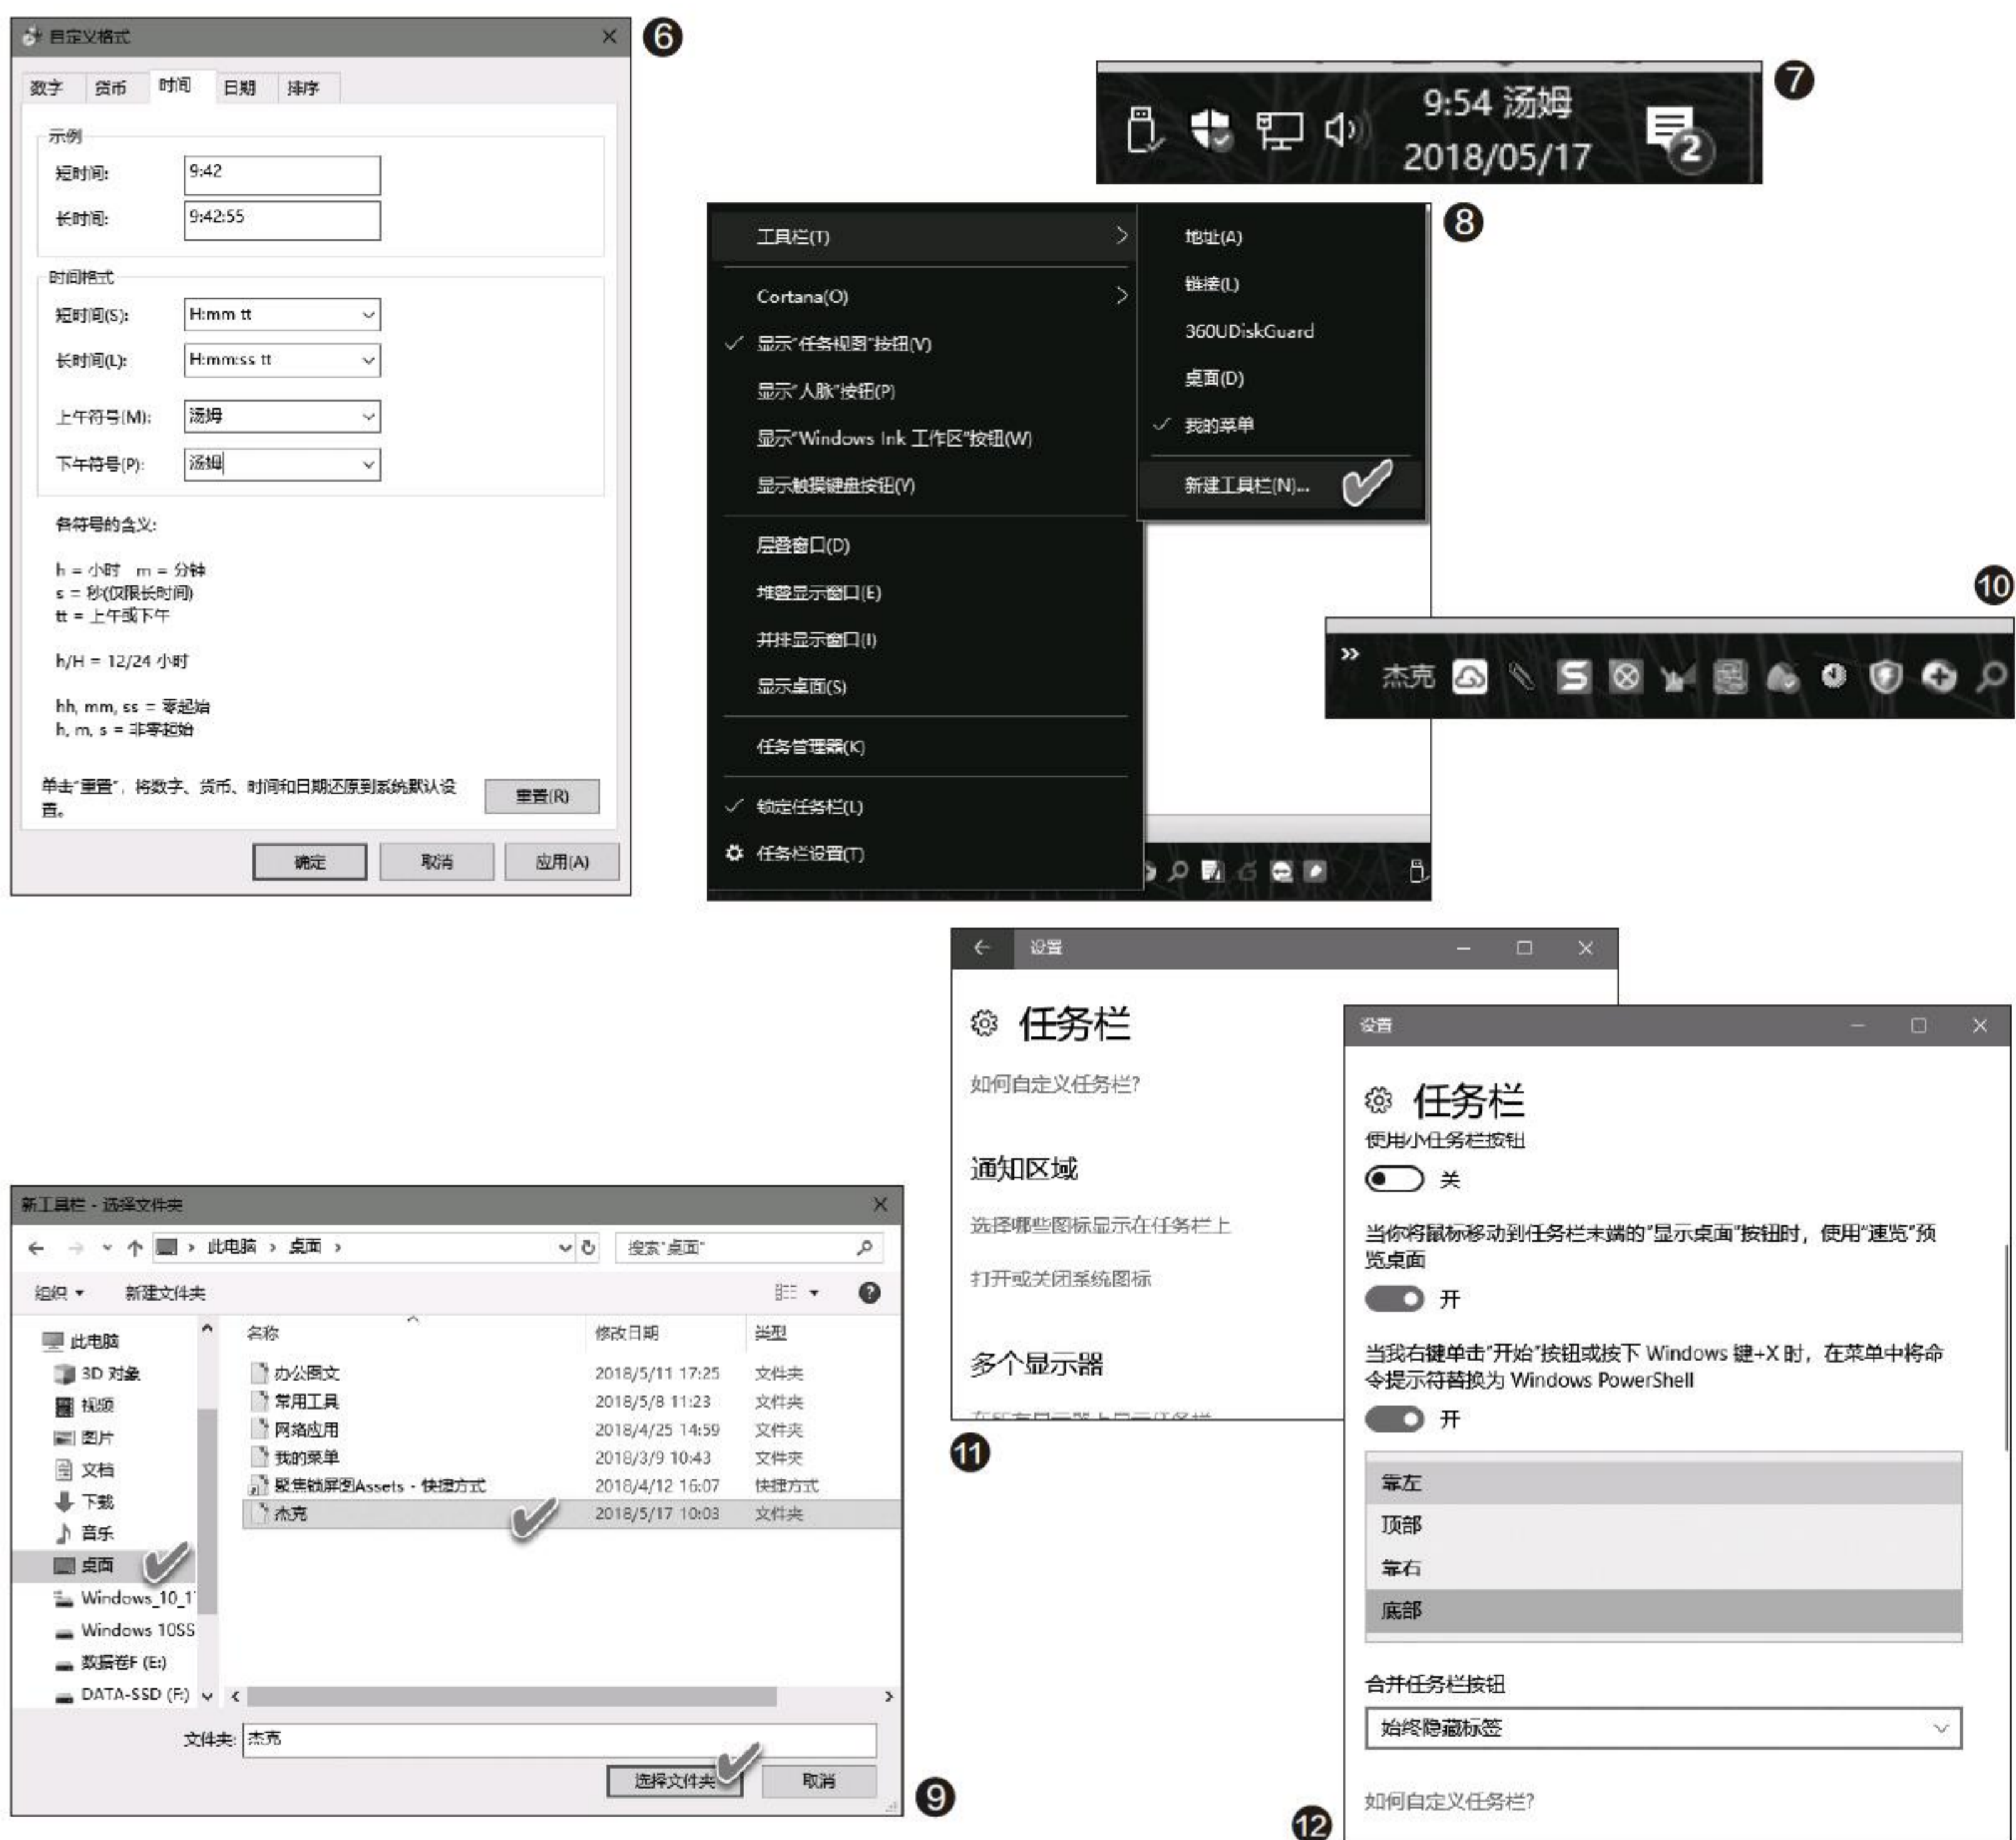 自定义格式
6
数字 货币 时间 日期 排序
示例
短时间: 9:42
长时间: 9:42:55
时间格式
短时间(S): H:mm tt
长时间(L): H:mm:ss tt
上午符号(M): 汤姆
下午符号(P): 汤姆
各符号的含义:
h = 小时 m = 分钟
s = 秒(仅限长时间)
tt = 上午或下午
h/H = 12/24 小时
hh, mm, ss = 零起始
h, m, s = 非零起始
单击"重置"，将数字、货币、时间和日期还原到系统默认设
置。
重置(R)
确定 取消 应用(A)
7
9:54 汤姆
2018/05/17
2
8
工具栏(T)
Cortana(O)
显示"任务视图"按钮(V)
显示"人脉"按钮(P)
显示"Windows Ink 工作区"按钮(W)
显示触摸键盘按钮(Y)
层叠窗口(D)
堆叠显示窗口(E)
并排显示窗口(I)
显示桌面(S)
任务管理器(K)
锁定任务栏(L)
任务栏设置(T)
地址(A)
链接(L)
360UDiskGuard
桌面(D)
我的菜单
新建工具栏(N)...
10
杰克
新工具栏 - 选择文件夹
此电脑 › 桌面 ›
搜索"桌面"
组织 新建文件夹
此电脑
3D 对象
视频
图片
文档
下载
音乐
桌面
Windows_10_1
Windows 10SS
数据卷F (E:)
DATA-SSD (F:)
名称 修改日期 类型
办公图文 2018/5/11 17:25 文件夹
常用工具 2018/5/8 11:23 文件夹
网络应用 2018/4/25 14:59 文件夹
我的菜单 2018/3/9 10:43 文件夹
聚焦锁屏图Assets - 快捷方式 2018/4/12 16:07 快捷方式
杰克 2018/5/17 10:03 文件夹
文件夹: 杰克
选择文件夹 取消
9
设置
任务栏
如何自定义任务栏?
通知区域
选择哪些图标显示在任务栏上
打开或关闭系统图标
多个显示器
11
设置
任务栏
使用小任务栏按钮
关
当你将鼠标移动到任务栏末端的"显示桌面"按钮时，使用"速览"预
览桌面
开
当我右键单击"开始"按钮或按下 Windows 键+X 时，在菜单中将命
令提示符替换为 Windows PowerShell
开
靠左
顶部
靠右
底部
合并任务栏按钮
始终隐藏标签
如何自定义任务栏?
12